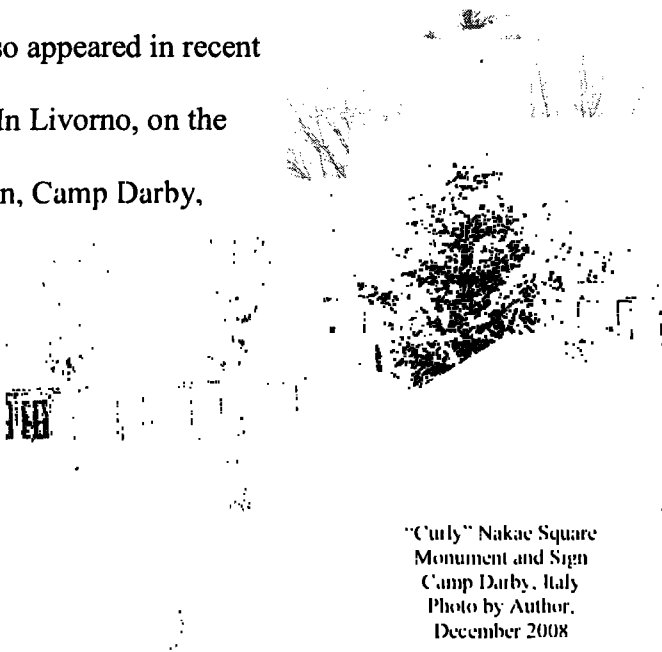 so appeared in recent
In Livorno, on the
n, Camp Darby,
"Curly" Nakae Square
Monument and Sign
Camp Darby, Italy
Photo by Author,
December 2008